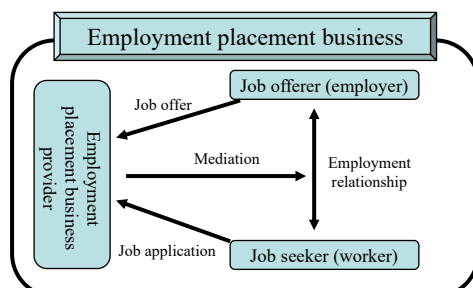 Employment placement business
Job offerer (employer)
Job offer
Employment
placement business
provider
Mediation
Employment
relationship
Job application
Job seeker (worker)